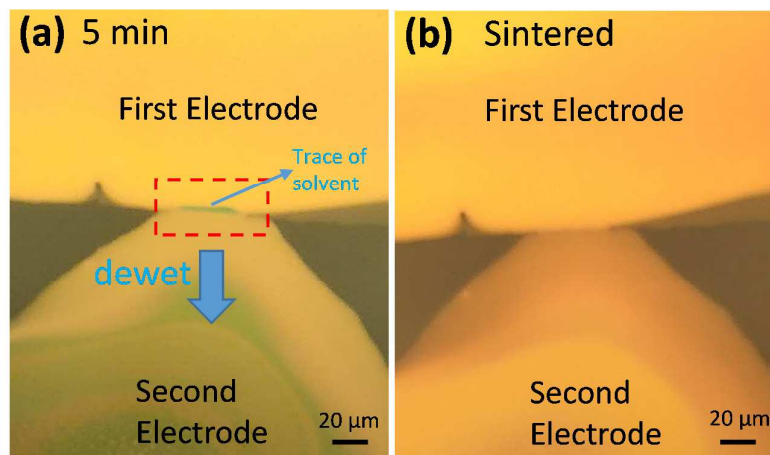 (a) 5 min
First Electrode
Trace of
solvent
dewet
Second
Electrode
20 µm
(b) Sintered
First Electrode
Second
Electrode
20 µm